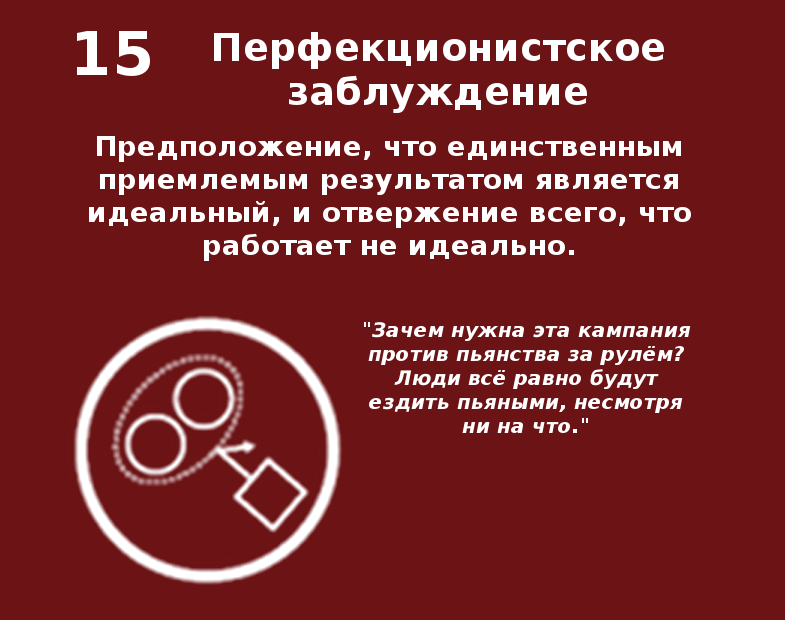 15
Перфекционистское
заблуждение
Предположение, что единственным
приемлемым результатом является
идеальный, и отвержение всего, что
работает не идеально.
"Зачем нужна эта кампания
против пьянства за рулём?
Люди всё равно будут
ездить пьяными, несмотря
ни на что."